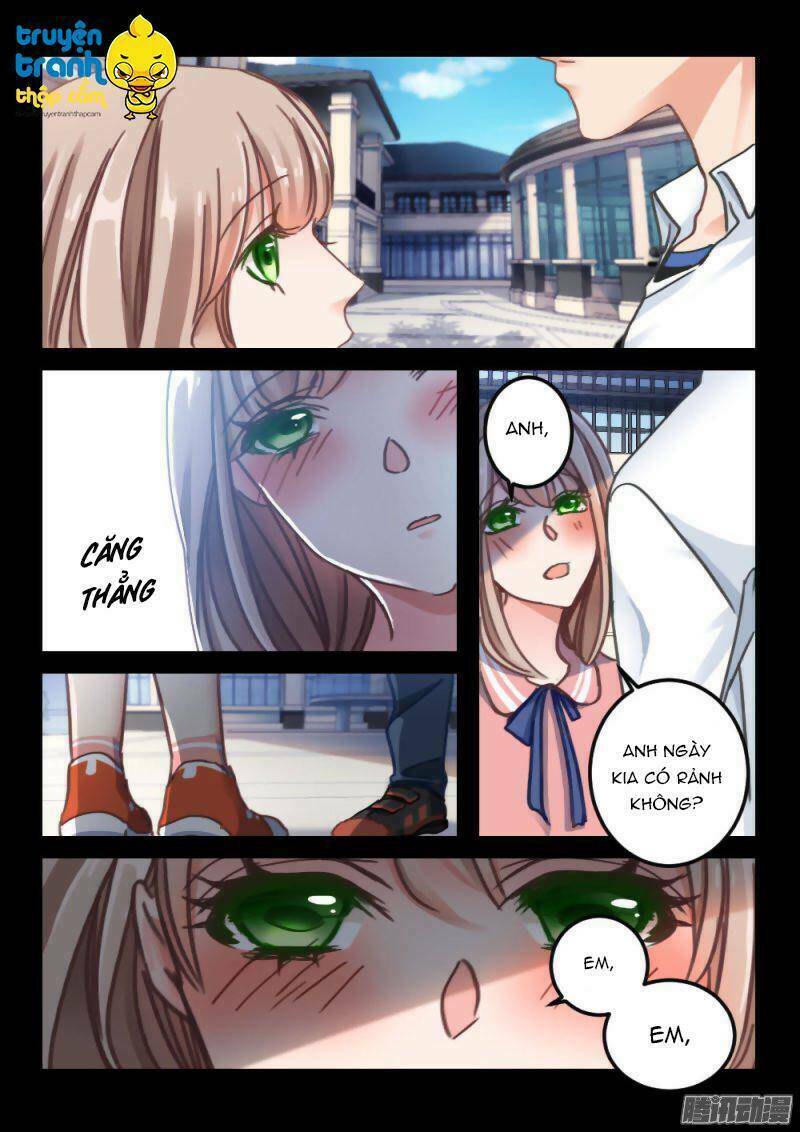 truyện
tranh
thập cẩm
ANH,
CĂNG
THẲNG
ANH NGÀY
KIA CÓ RẢNH
KHÔNG?
EM,
EM,
腾讯动漫